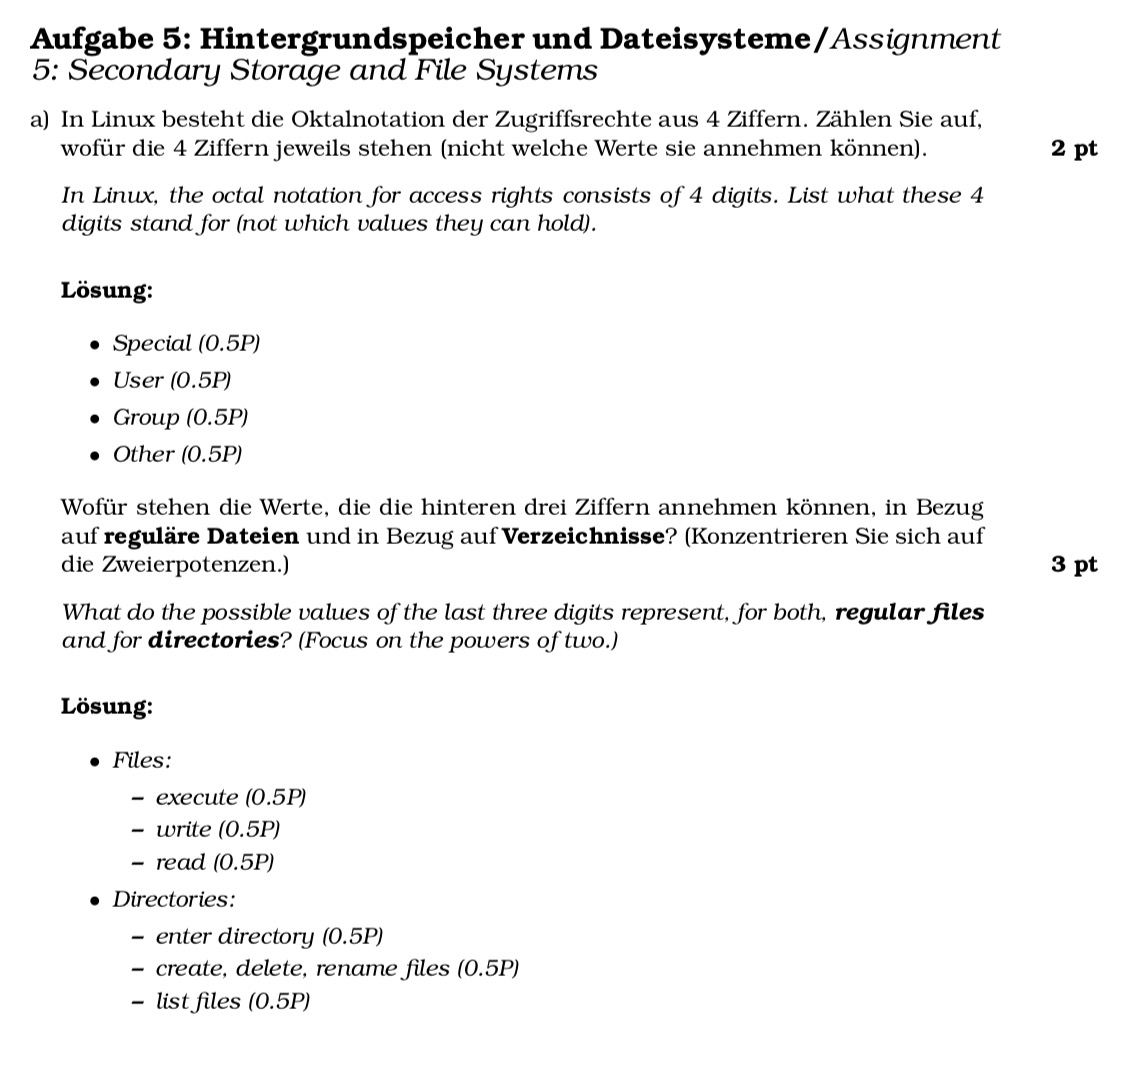 Aufgabe 5: Hintergrundspeicher und Dateisysteme/Assignment
5: Secondary Storage and File Systems
a) In Linux besteht die Oktalnotation der Zugriffsrechte aus 4 Ziffern. Zählen Sie auf,
wofür die 4 Ziffern jeweils stehen (nicht welche Werte sie annehmen können). 2 pt
In Linux, the octal notation for access rights consists of 4 digits. List what these 4
digits stand for (not which values they can hold).
Lösung:
• Special (0.5P)
• User (0.5P)
• Group (0.5P)
• Other (0.5P)
Wofür stehen die Werte, die die hinteren drei Ziffern annehmen können, in Bezug
auf reguläre Dateien und in Bezug auf Verzeichnisse? (Konzentrieren Sie sich auf
die Zweierpotenzen.) 3 pt
What do the possible values of the last three digits represent, for both, regular files
and for directories? (Focus on the powers of two.)
Lösung:
• Files:
– execute (0.5P)
– write (0.5P)
– read (0.5P)
• Directories:
– enter directory (0.5P)
– create, delete, rename files (0.5P)
– list files (0.5P)